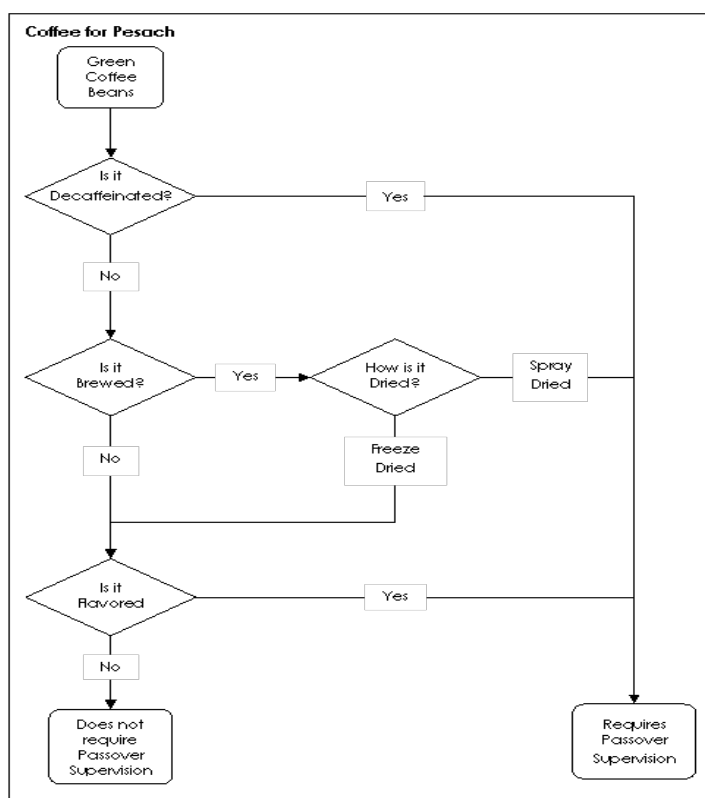 Coffee for Pesach
Green
Coffee
Beans
Is it
Decaffeinated?
Yes
No
Is it
Brewed?
Yes
How is it
Dried?
Spray
Dried
No
Freeze
Dried
Is it
Flavored
Yes
No
Does not
require
Passover
Supervision
Requires
Passover
Supervision